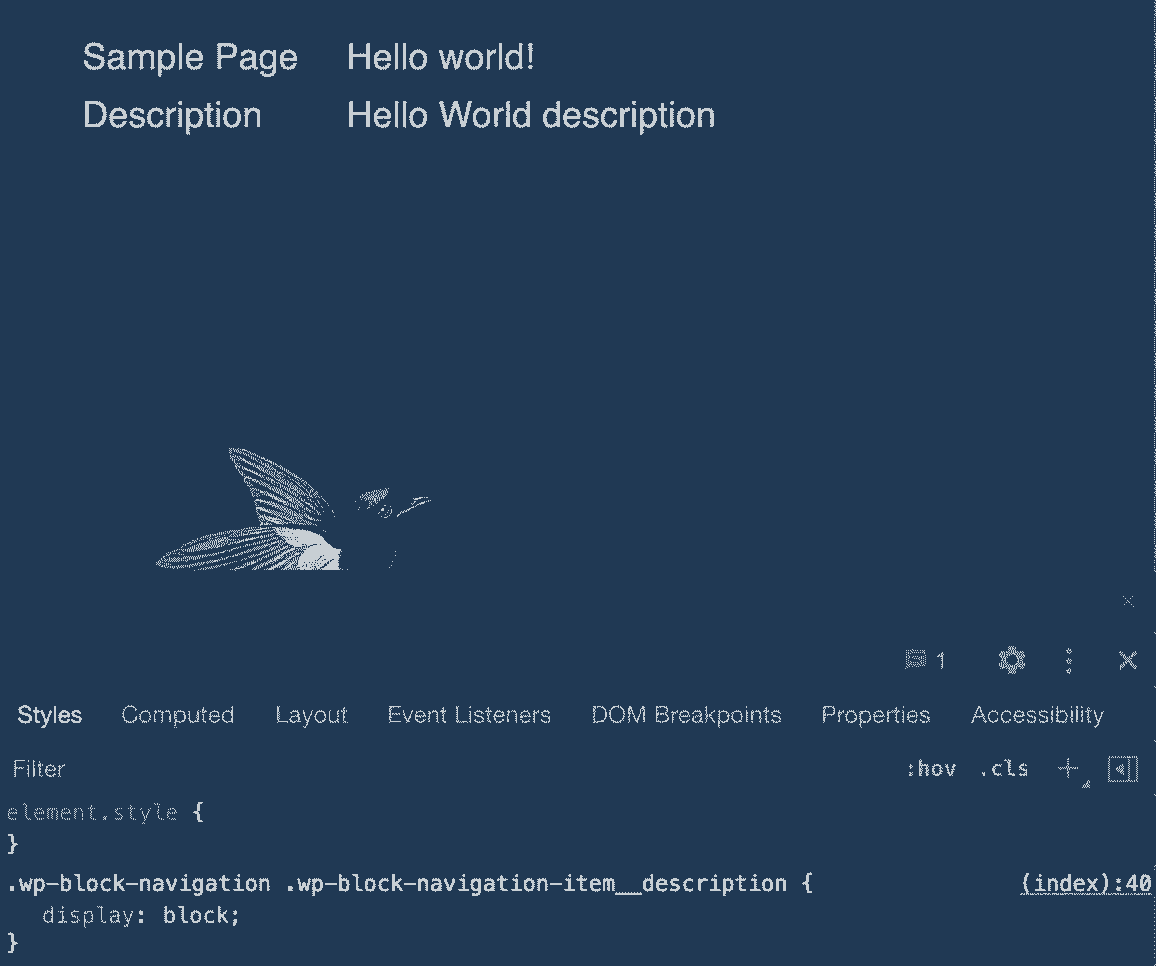 Sample Page Hello world!
Description Hello World description
1
Styles Computed Layout Event Listeners DOM Breakpoints Properties Accessibility
Filter :hov .cls
element.style {
}
.wp-block-navigation .wp-block-navigation-item__description { (index):40
display: block;
}